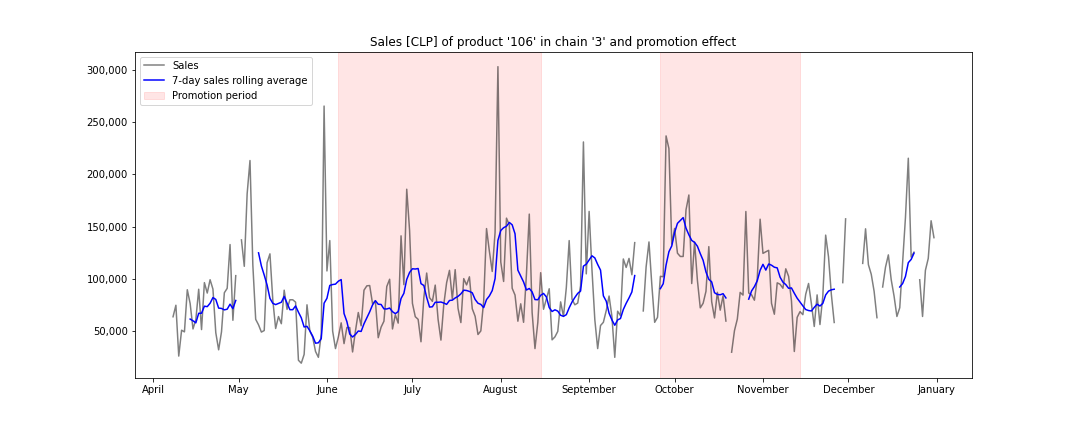 Sales [CLP] of product '106' in chain '3' and promotion effect
Sales
7-day sales rolling average
Promotion period
300,000
250,000
200,000
150,000
100,000
50,000
April May June July August September October November December January